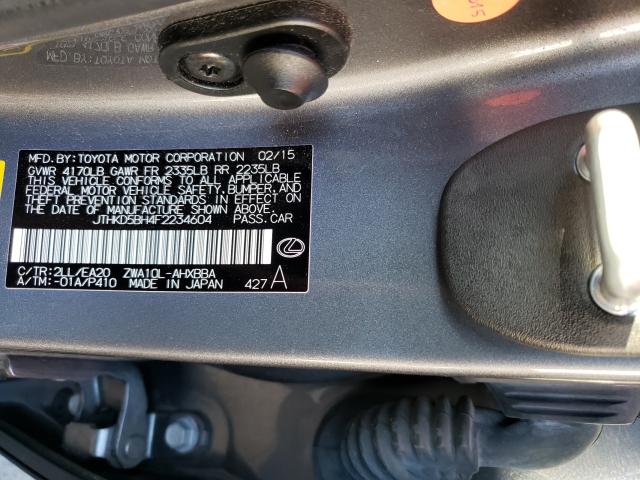 MFD.BY:TOYOTA MOTOR CORPORATION 02/15
GVWR 4170LB GAWR FR 2335LB RR 2235LB
THIS VEHICLE CONFORMS TO ALL APPLICABLE
FEDERAL MOTOR VEHICLE SAFETY,BUMPER,AND
THEFT PREVENTION STANDARDS IN EFFECT ON
THE DATE OF MANUFACTURE SHOWN ABOVE.
JTHKD5BH4F2234604 PASS.CAR
C/TR:2LL/EA20 ZWA10L-AHXBBA
A/TM:-01A/P410 MADE IN JAPAN 427 A